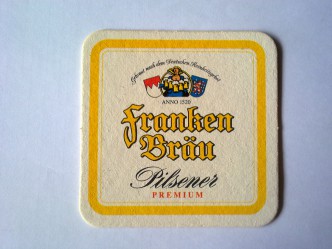 Gebraut nach dem Deutschen Reinheitsgebot
ANNO 1520
Franken
Bräu
Pilsener
PREMIUM